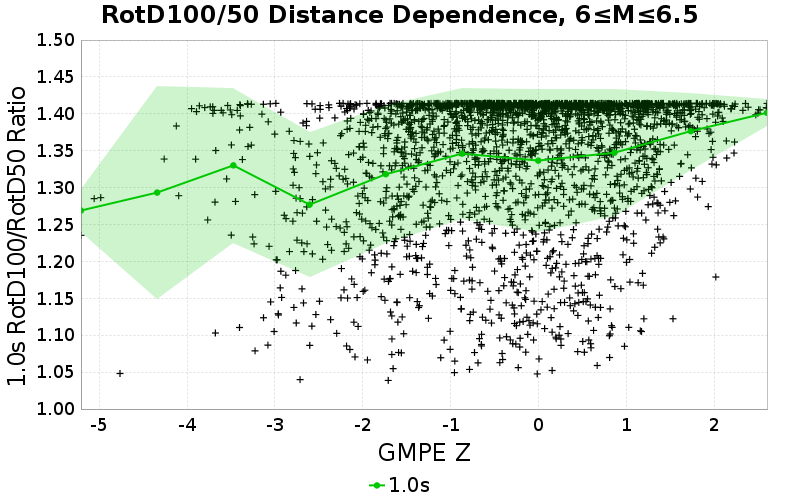 RotD100/50 Distance Dependence, 6≤M≤6.5
1.0s RotD100/RotD50 Ratio
1.50
1.45
1.40
1.35
1.30
1.25
1.20
1.15
1.10
1.05
1.00
-5 -4 -3 -2 -1 0 1 2
GMPE Z
1.0s